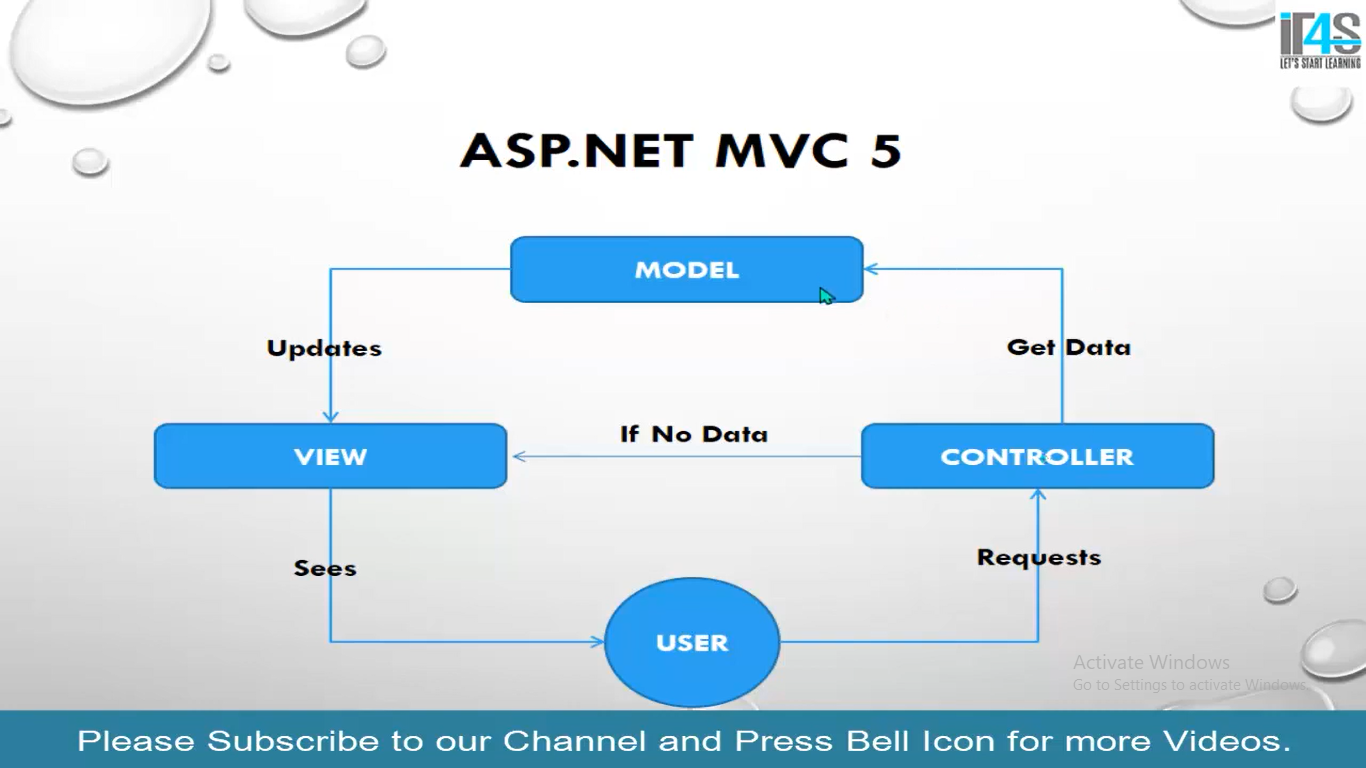 iT4S
LET'S START LEARNING
ASP.NET MVC 5
MODEL
Updates
Get Data
If No Data
VIEW
CONTROLLER
Sees
Requests
USER
Activate Windows
Go to Settings to activate Windows.
Please Subscribe to our Channel and Press Bell Icon for more Videos.